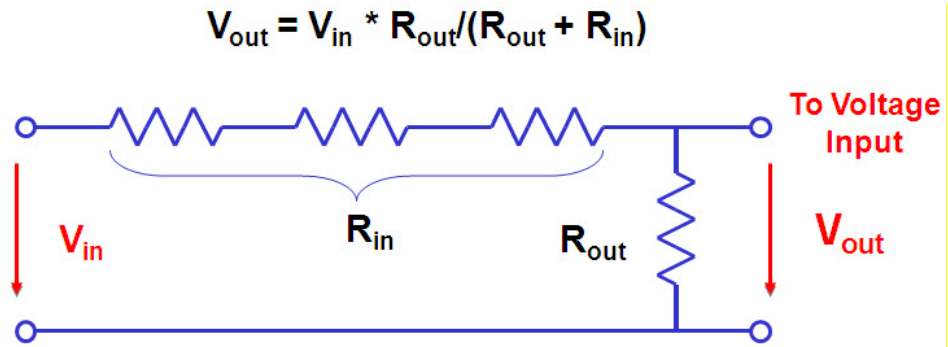 Vout = Vin * Rout/(Rout + Rin)
To Voltage
Input
Vin
Rin
Rout
Vout